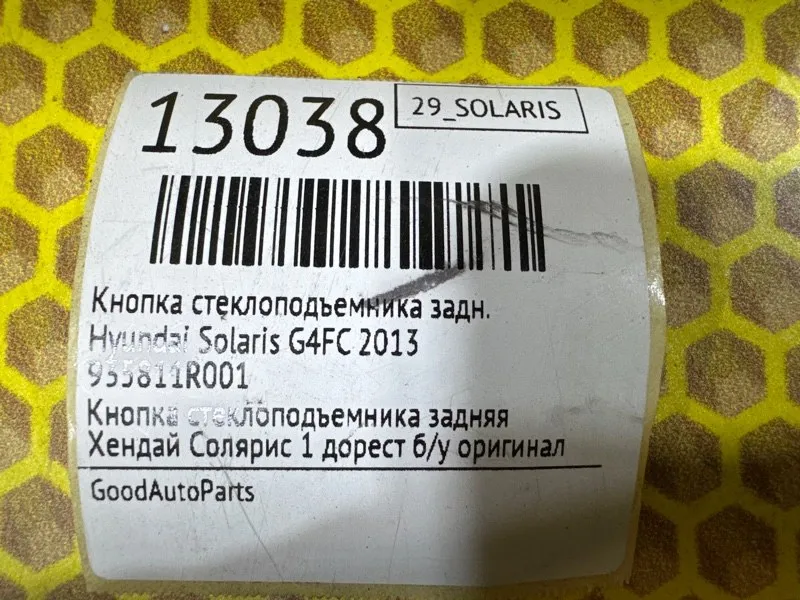 13038
29_SOLARIS
Кнопка стеклоподъемника задн.
Hyundai Solaris G4FC 2013
935811R001
Кнопка стеклоподъемника задняя
Хендай Солярис 1 дорест б/у оригинал
GoodAutoParts